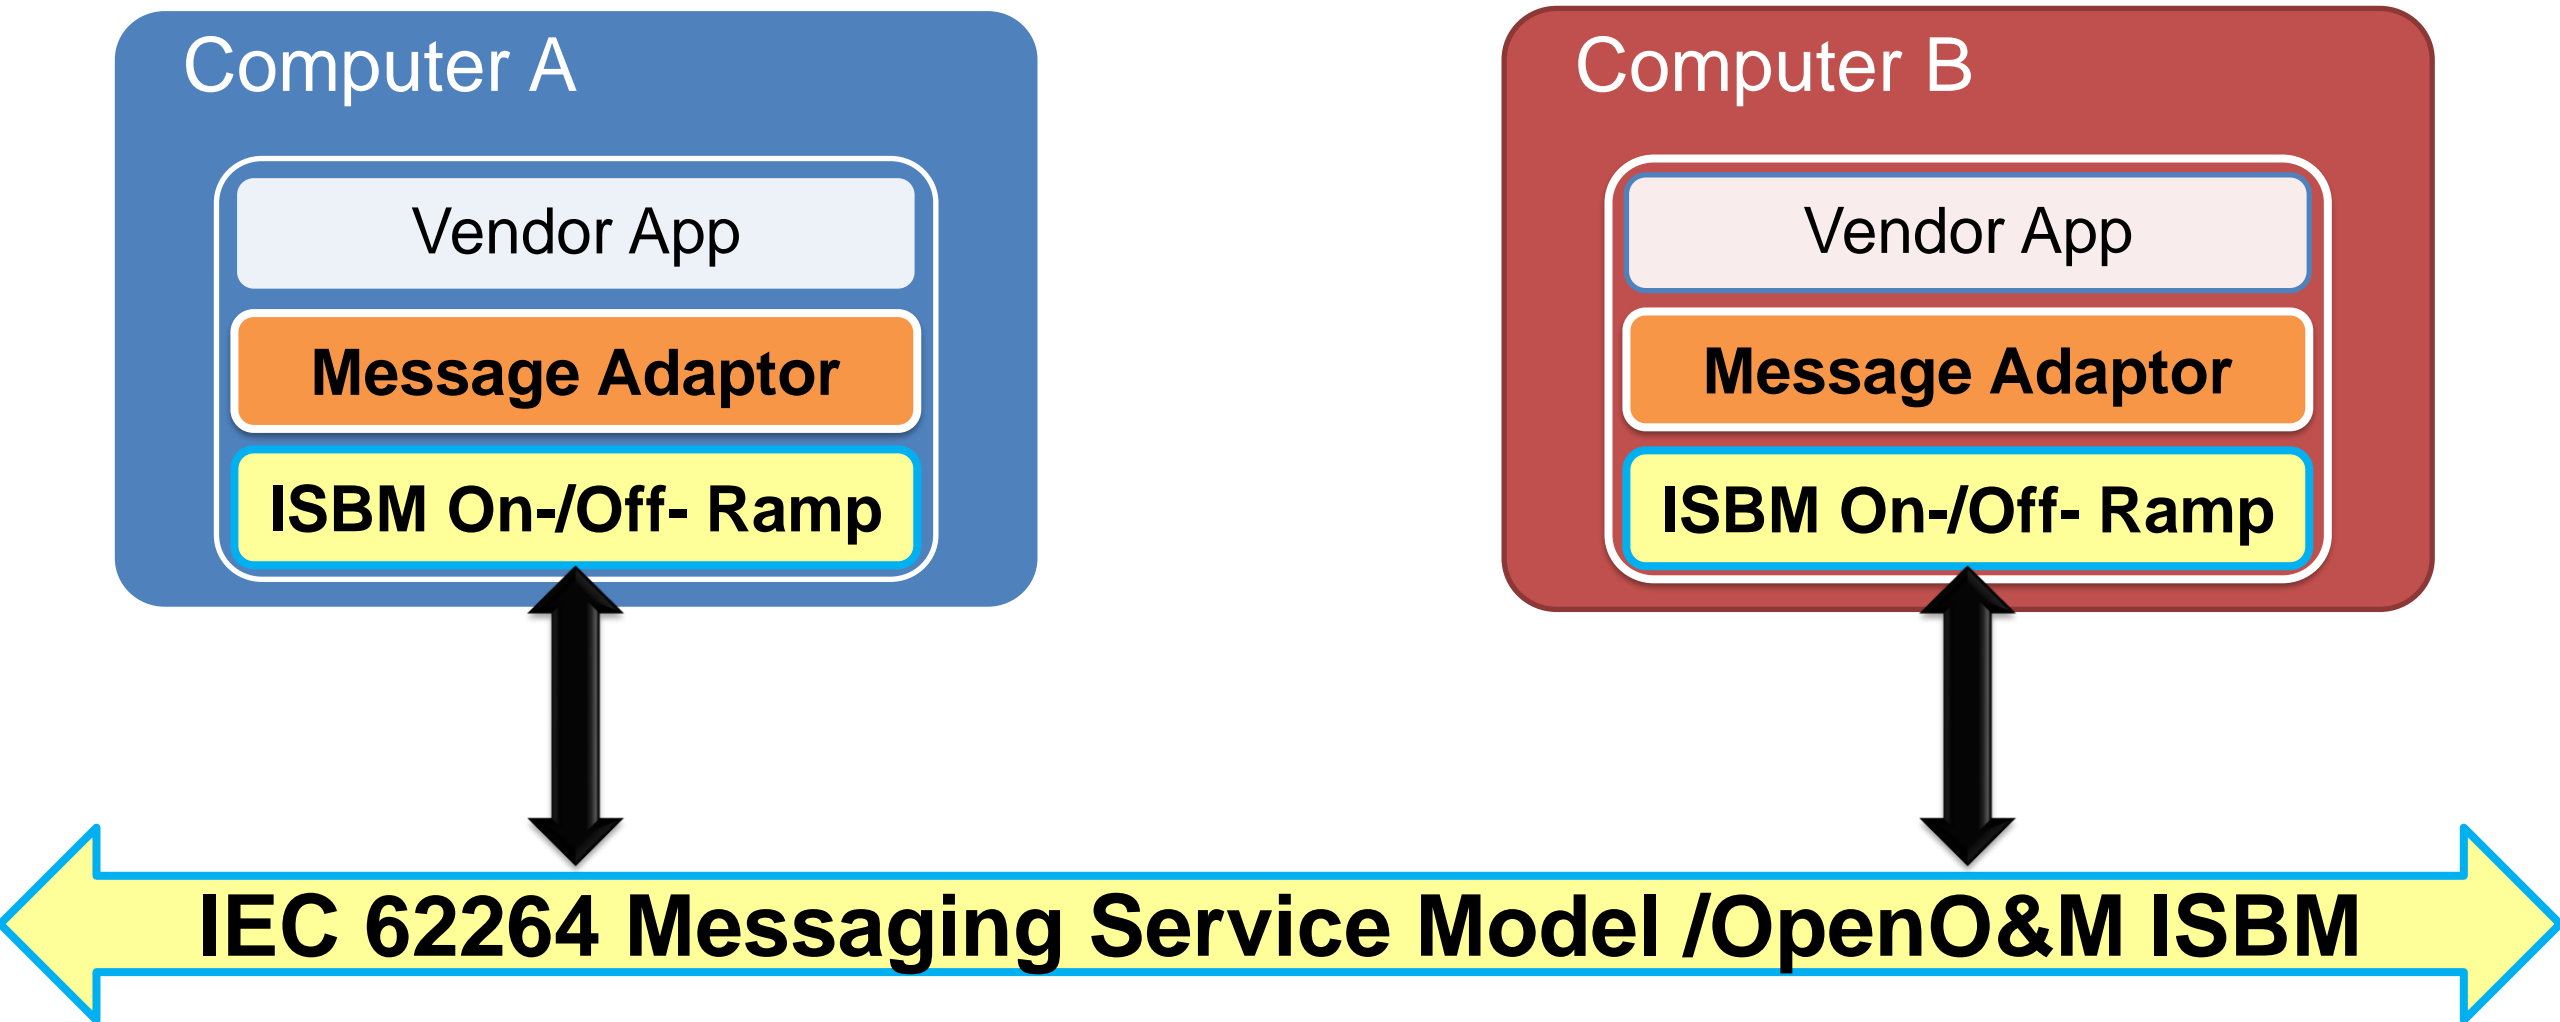 Computer A
Vendor App
Message Adaptor
ISBM On-/Off- Ramp
Computer B
Vendor App
Message Adaptor
ISBM On-/Off- Ramp
IEC 62264 Messaging Service Model /OpenO&M ISBM